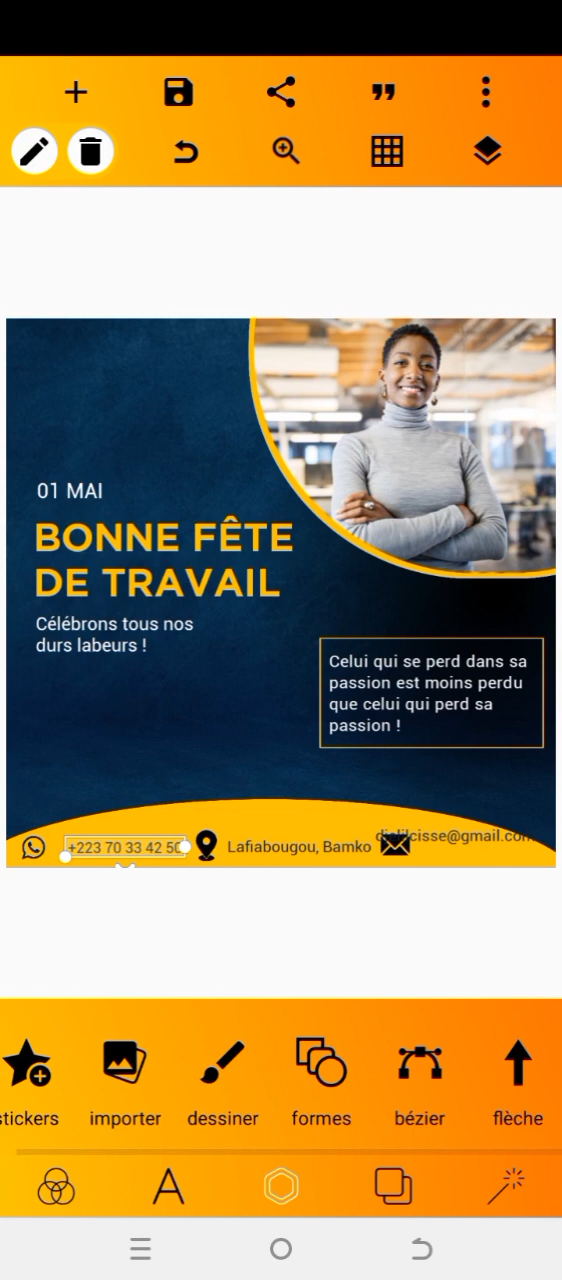 01 MAI
BONNE FÊTE
DE TRAVAIL
Célébrons tous nos
durs labeurs !
Celui qui se perd dans sa
passion est moins perdu
que celui qui perd sa
passion !
+223 70 33 42 50
Lafiabougou, Bamko
stickers
importer
dessiner
formes
bézier
flèche